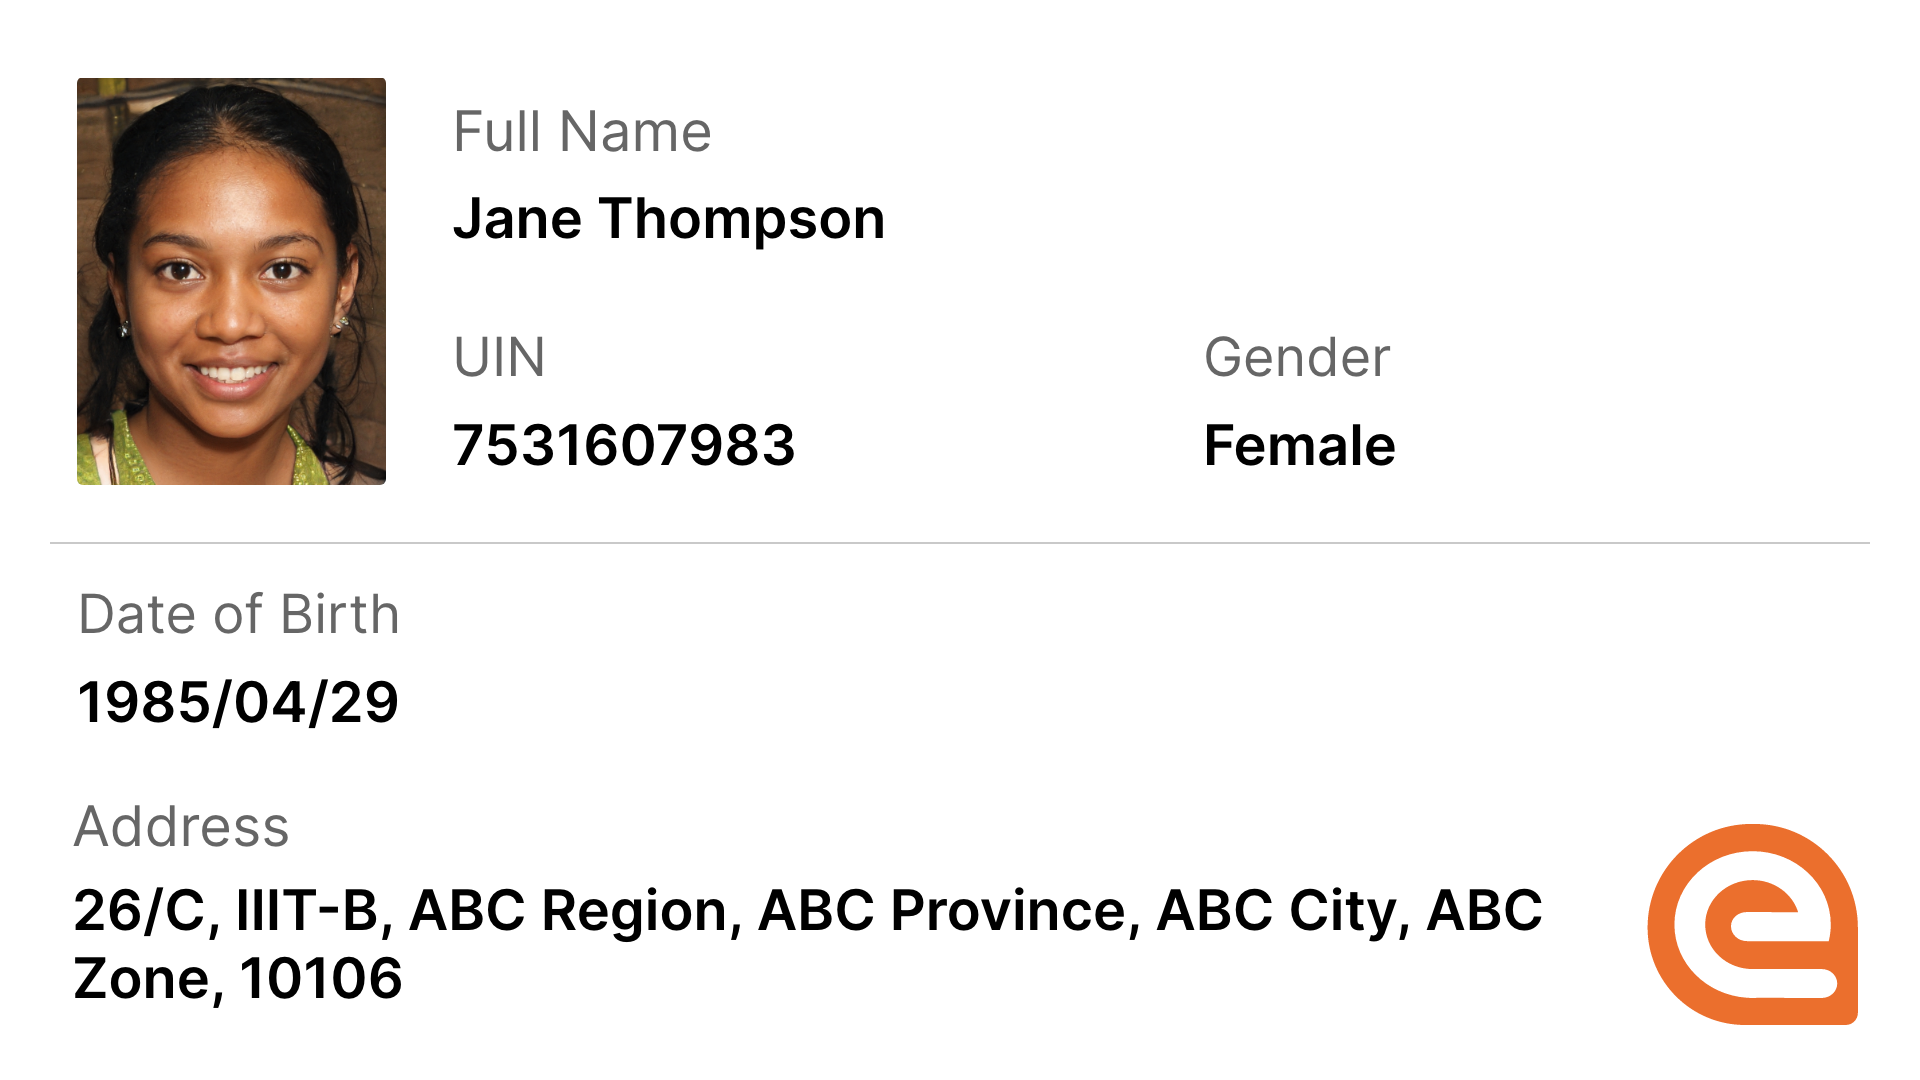 Full Name
Jane Thompson
UIN
Gender
7531607983
Female
Date of Birth
1985/04/29
Address
26/C, IIIT-B, ABC Region, ABC Province, ABC City, ABC
Zone, 10106